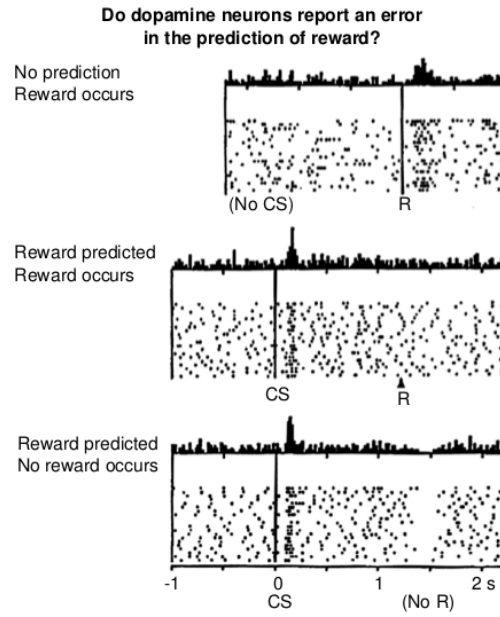 Do dopamine neurons report an error
in the prediction of reward?
No prediction
Reward occurs
(No CS) R
Reward predicted
Reward occurs
CS R
Reward predicted
No reward occurs
-1 0 1 2 s
CS (No R)